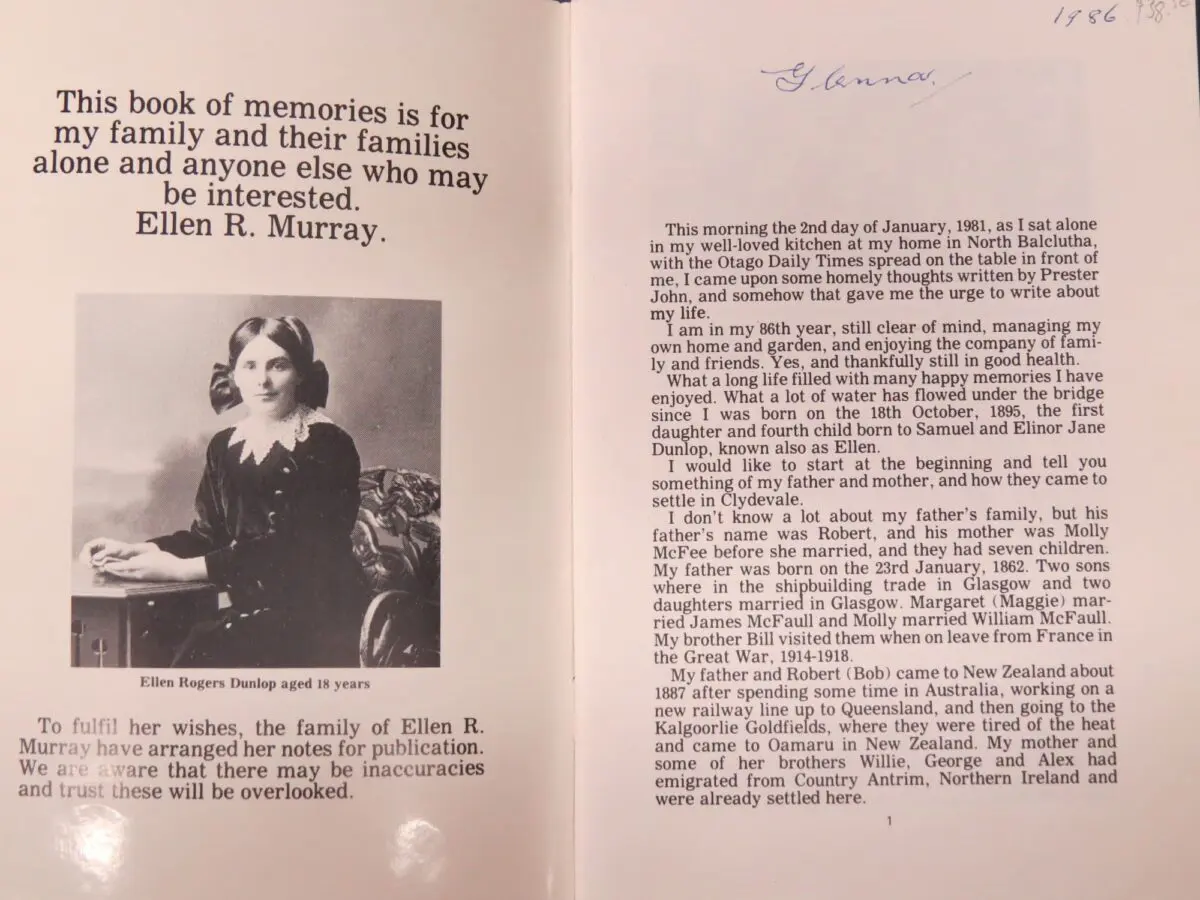 This book of memories is for
my family and their families
alone and anyone else who may
be interested.
Ellen R. Murray.
Ellen Rogers Dunlop aged 18 years
To fulfil her wishes, the family of Ellen R.
Murray have arranged her notes for publication.
We are aware that there may be inaccuracies
and trust these will be overlooked.
1986
Glenna.
This morning the 2nd day of January, 1981, as I sat alone
in my well-loved kitchen at my home in North Balclutha,
with the Otago Daily Times spread on the table in front of
me, I came upon some homely thoughts written by Prester
John, and somehow that gave me the urge to write about
my life.
I am in my 86th year, still clear of mind, managing my
own home and garden, and enjoying the company of fami-
ly and friends. Yes, and thankfully still in good health.
What a long life filled with many happy memories I have
enjoyed. What a lot of water has flowed under the bridge
since I was born on the 18th October, 1895, the first
daughter and fourth child born to Samuel and Elinor Jane
Dunlop, known also as Ellen.
I would like to start at the beginning and tell you
something of my father and mother, and how they came to
settle in Clydevale.
I don't know a lot about my father's family, but his
father's name was Robert, and his mother was Molly
McFee before she married, and they had seven children.
My father was born on the 23rd January, 1862. Two sons
where in the shipbuilding trade in Glasgow and two
daughters married in Glasgow. Margaret (Maggie) mar-
ried James McFaull and Molly married William McFaull.
My brother Bill visited them when on leave from France in
the Great War, 1914-1918.
My father and Robert (Bob) came to New Zealand about
1887 after spending some time in Australia, working on a
new railway line up to Queensland, and then going to the
Kalgoorlie Goldfields, where they were tired of the heat
and came to Oamaru in New Zealand. My mother and
some of her brothers Willie, George and Alex had
emigrated from Country Antrim, Northern Ireland and
were already settled here.
1